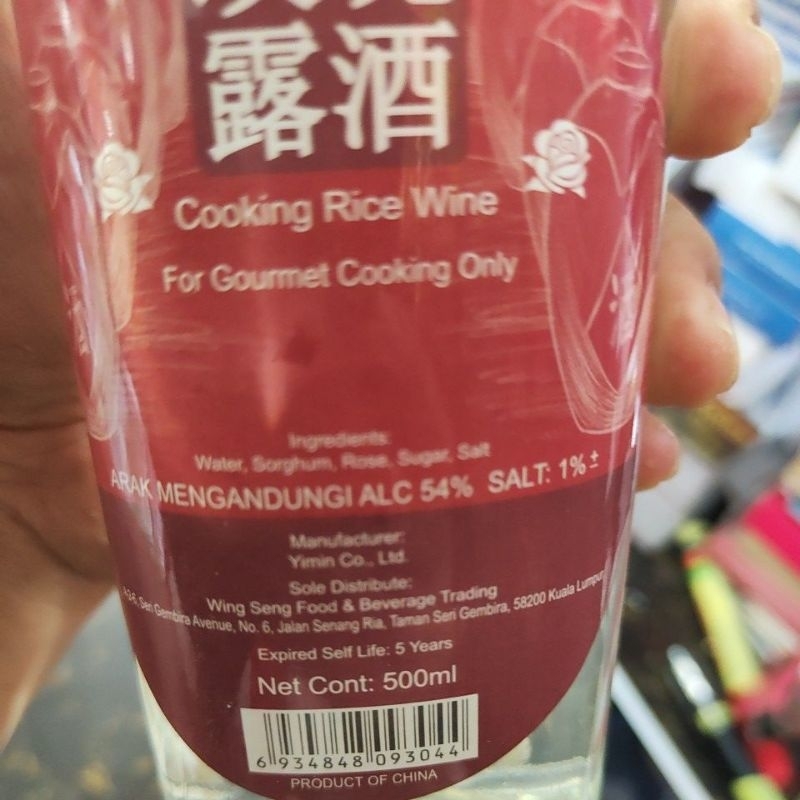 露酒
Cooking Rice Wine
For Gourmet Cooking Only
Ingredients:
Water, Sorghum, Rose, Sugar, Salt
ARAK MENGANDUNGI ALC 54% SALT: 1% ±
Manufacturer:
Yimin Co., Ltd.
Sole Distribute:
Wing Seng Food & Beverage Trading
Seri Gembira Avenue, No. 6, Jalan Senang Ria, Taman Seri Gembira, 58200 Kuala Lumpur
Expired Self Life: 5 Years
Net Cont: 500ml
6 934848 093044
PRODUCT OF CHINA